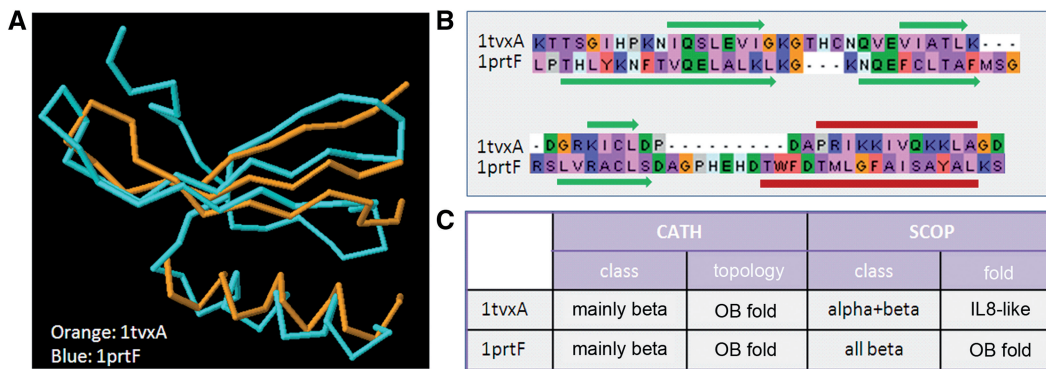 A
Orange: 1tvxA
Blue: 1prtF
B
1tvxA KTTSGIHPKNIQSLEVIGKGTHCNQVEVIATLK---
1prtF LPTHLYKNFTVQELALKLKG---KNQEFCLTAFMSG
1tvxA -DGRKICLDP---------DAPRIKKIVQKKLAGD
1prtF RSLVRACLSDAGPHEHDTWFDTMLGFAISAYALKS
C
CATH SCOP
class topology class fold
1tvxA mainly beta OB fold alpha+beta IL8-like
1prtF mainly beta OB fold all beta OB fold